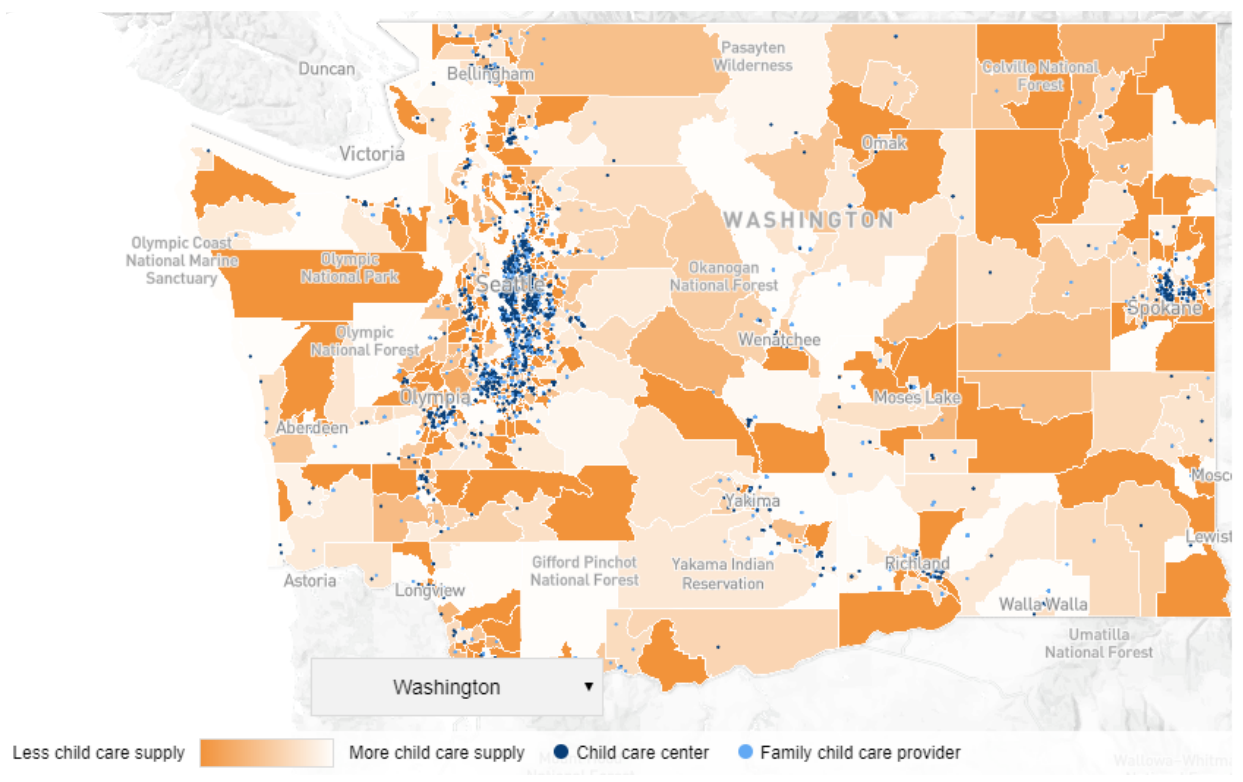 Pasayten
Wilderness
Duncan
Bellingham
Colville National
Forest
Victoria
Omak
WASHINGTON
Olympic Coast
National Marine
Sanctuary
Olympic
National Park
Okanogan
National Forest
Seattle
Spokane
Olympic
National Forest
Wenatchee
Olympia
Moses Lake
Aberdeen
Mosco
Yakima
Lewist
Gifford Pinchot
National Forest
Yakama Indian
Reservation
Richland
Astoria
Longview
Walla Walla
Umatilla
National Forest
Washington
Less child care supply
More child care supply
Child care center
Family child care provider
Wallowa-Whitm